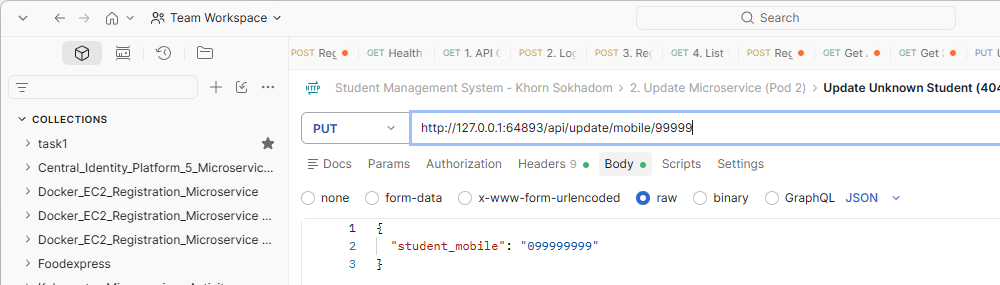 Team Workspace
Search
POST Reg GET Health GET 1. API POST 2. Lo POST 3. Re GET 4. List POST Reg GET Get GET Get PUT
Student Management System - Khorn Sokhadom > 2. Update Microservice (Pod 2) > Update Unknown Student (404
COLLECTIONS
task1
Central_Identity_Platform_5_Microservic...
Docker_EC2_Registration_Microservice
Docker_EC2_Registration_Microservice ...
Docker_EC2_Registration_Microservice ...
Foodexpress
HTTP
PUT http://127.0.0.1:64893/api/update/mobile/99999
Docs Params Authorization Headers 9 Body Scripts Settings
none form-data x-www-form-urlencoded raw binary GraphQL JSON
1 {
2 "student_mobile": "099999999"
3 }